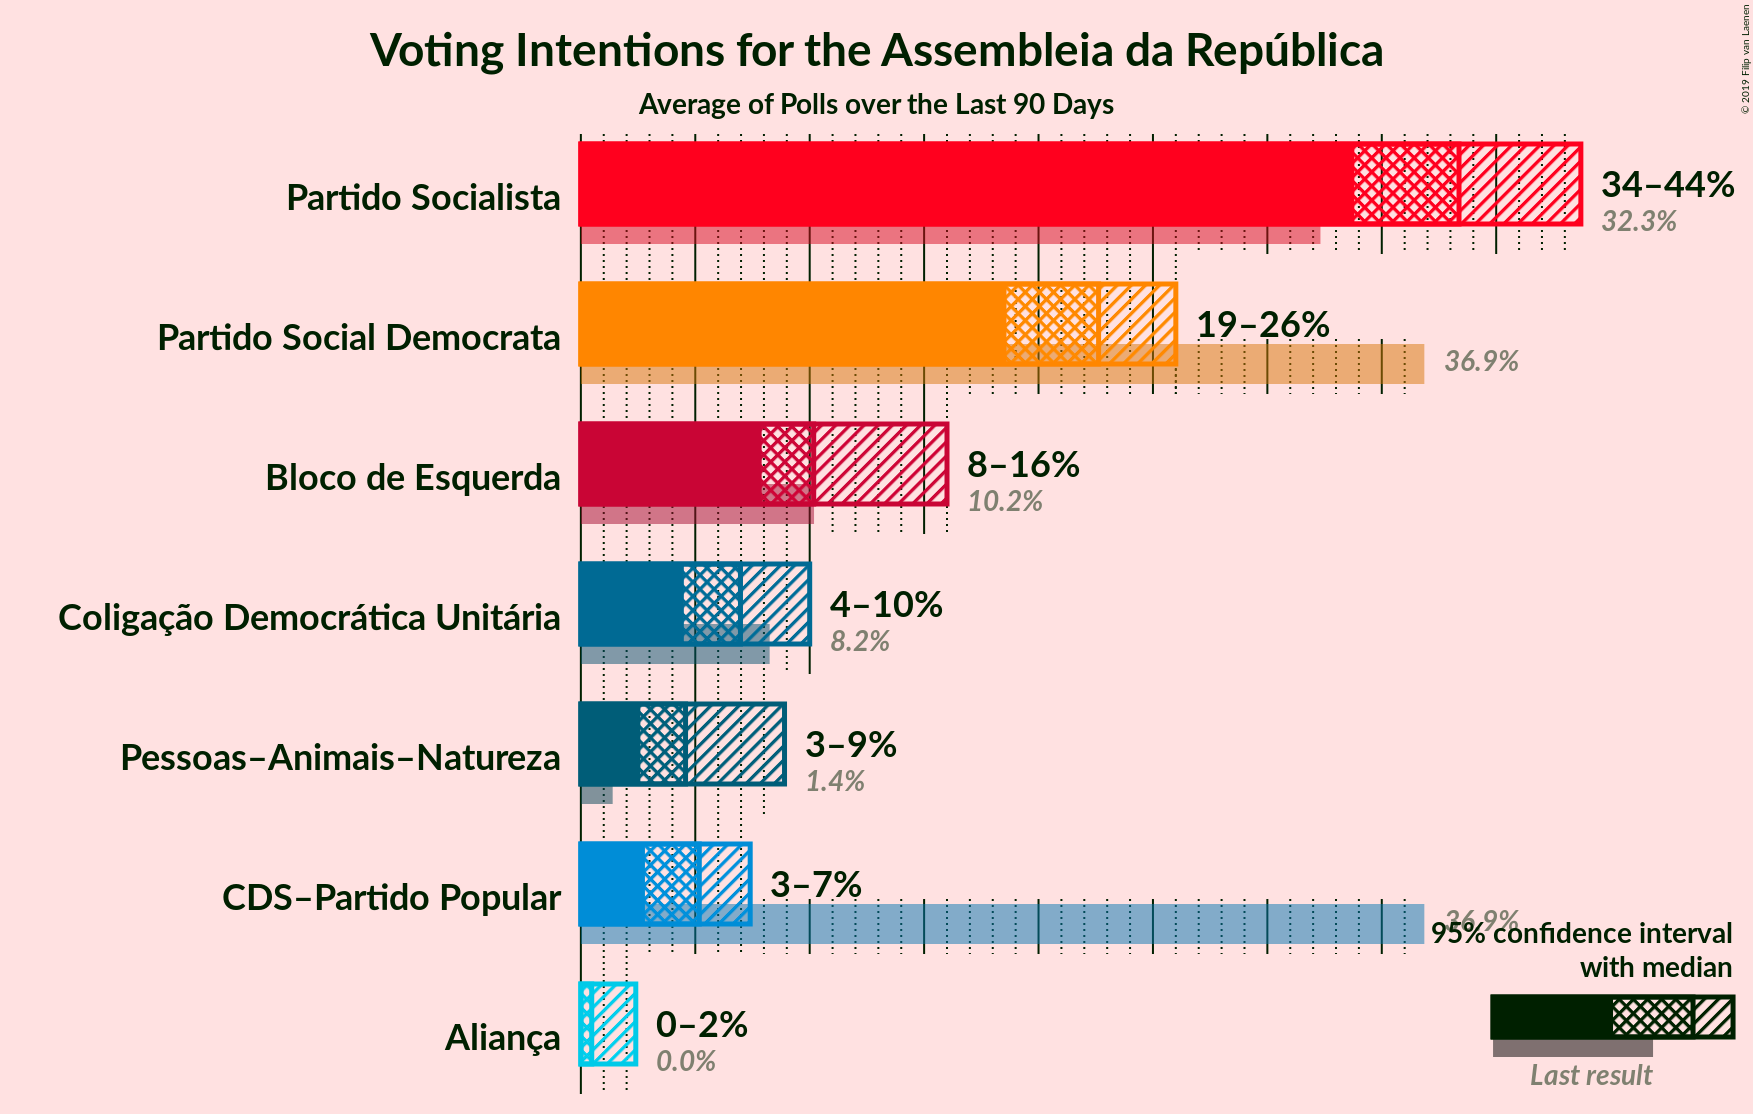 Voting Intentions for the Assembleia da República
Average of Polls over the Last 90 Days
© 2019 Filip van Laenen
Partido Socialista
34–44%
32.3%
Partido Social Democrata
19–26%
36.9%
Bloco de Esquerda
8–16%
10.2%
Coligação Democrática Unitária
4–10%
8.2%
Pessoas–Animais–Natureza
3–9%
1.4%
CDS–Partido Popular
3–7%
36.9%
Aliança
0–2%
0.0%
95% confidence interval
with median
Last result